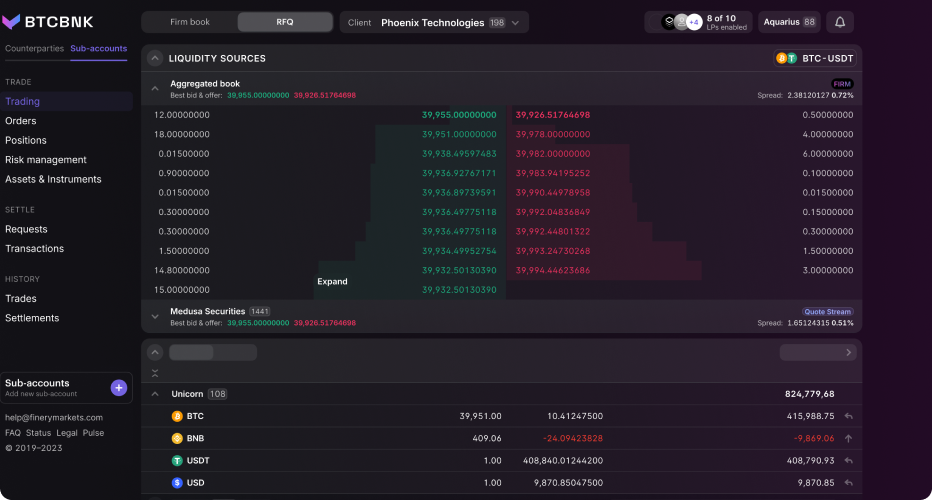 BTCBNK
Firm book RFQ Client Phoenix Technologies 198 +4 8 of 10 LPs enabled Aquarius 88
Counterparties Sub-accounts
TRADE
Trading
Orders
Positions
Risk management
Assets & Instruments
SETTLE
Requests
Transactions
HISTORY
Trades
Settlements
Sub-accounts
Add new sub-account
help@finerymarkets.com
FAQ Status Legal Pulse
© 2019–2023
LIQUIDITY SOURCES BTC-USDT
Aggregated book FIRM
Best bid & offer: 39,955.00000000 39,926.51764698 Spread: 2.38120127 0.72%
12.00000000 39,955.00000000 39,926.51764698 0.50000000
18.00000000 39,951.00000000 39,978.00000000 4.00000000
0.01500000 39,938.49597483 39,982.00000000 6.00000000
0.90000000 39,936.92767171 39,983.94195252 0.10000000
0.01500000 39,936.89739591 39,990.44978958 0.01500000
0.30000000 39,936.49775118 39,992.04836849 0.15000000
0.30000000 39,936.49775118 39,992.44801322 0.30000000
1.50000000 39,934.49952754 39,993.24730268 1.50000000
14.80000000 39,932.50130390 39,994.44623686 3.00000000
Expand
15.00000000 39,932.50130390
Medusa Securities 1441 Quote Stream
Best bid & offer: 39,955.00000000 39,926.51764698 Spread: 1.65124315 0.51%
Unicorn 108 824,779,68
BTC 39,951.00 10.41247500 415,988.75
BNB 409.06 -24.09423828 -9,869.06
USDT 1.00 408,840.01244200 408,790.93
USD 1.00 9,870.85047500 9,870.85